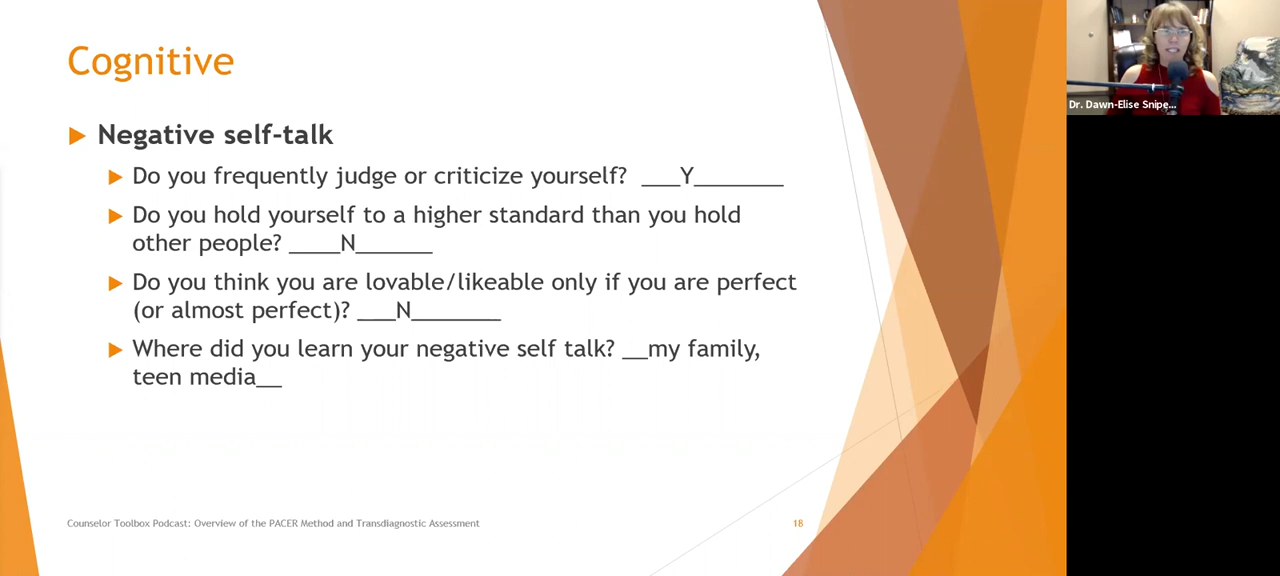 Cognitive
Negative self-talk
Do you frequently judge or criticize yourself? ___Y_______
Do you hold yourself to a higher standard than you hold
other people? ____N______
Do you think you are lovable/likeable only if you are perfect
(or almost perfect)? ___N_______
Where did you learn your negative self talk? __my family,
teen media__
Counselor Toolbox Podcast: Overview of the PACER Method and Transdiagnostic Assessment
18
Dr. Dawn-Elise Snipe...